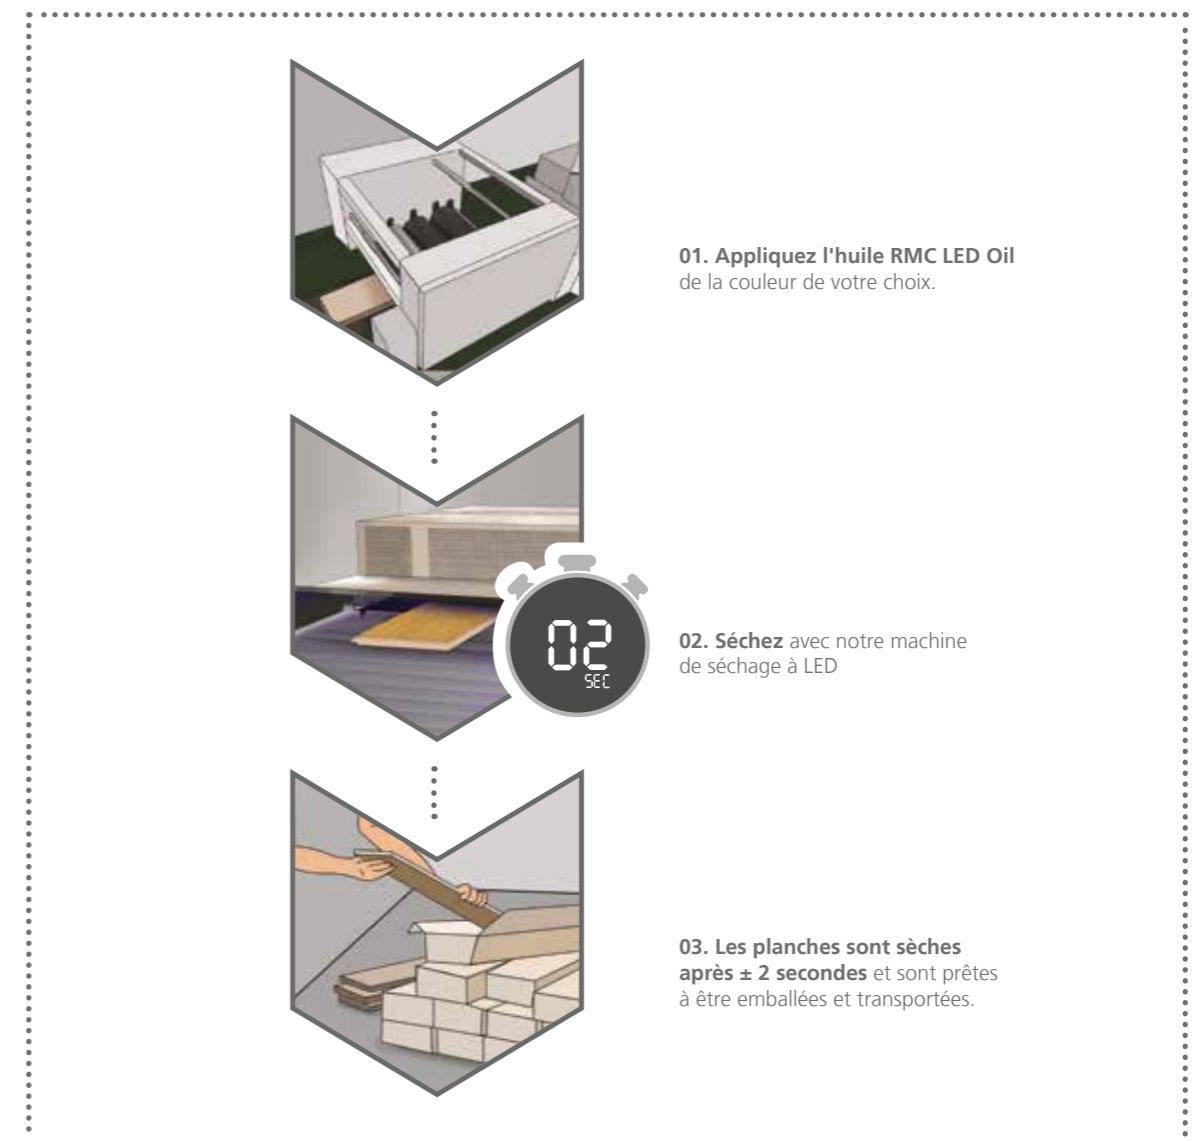 01. Appliquez l'huile RMC LED Oil
de la couleur de votre choix.
02
SEC
02. Séchez avec notre machine
de séchage à LED
03. Les planches sont sèches
après ± 2 secondes et sont prêtes
à être emballées et transportées.